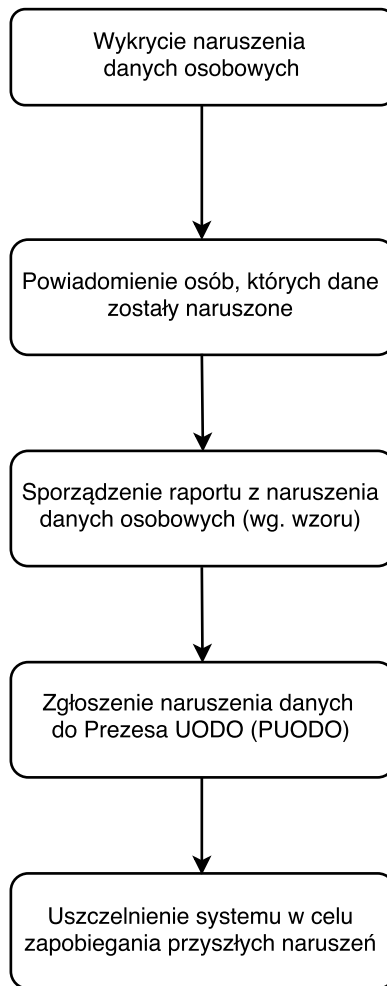 Wykrycie naruszenia
danych osobowych
Powiadomienie osób, których dane
zostały naruszone
Sporządzenie raportu z naruszenia
danych osobowych (wg. wzoru)
Zgłoszenie naruszenia danych
do Prezesa UODO (PUODO)
Uszczelnienie systemu w celu
zapobiegania przyszłych naruszeń